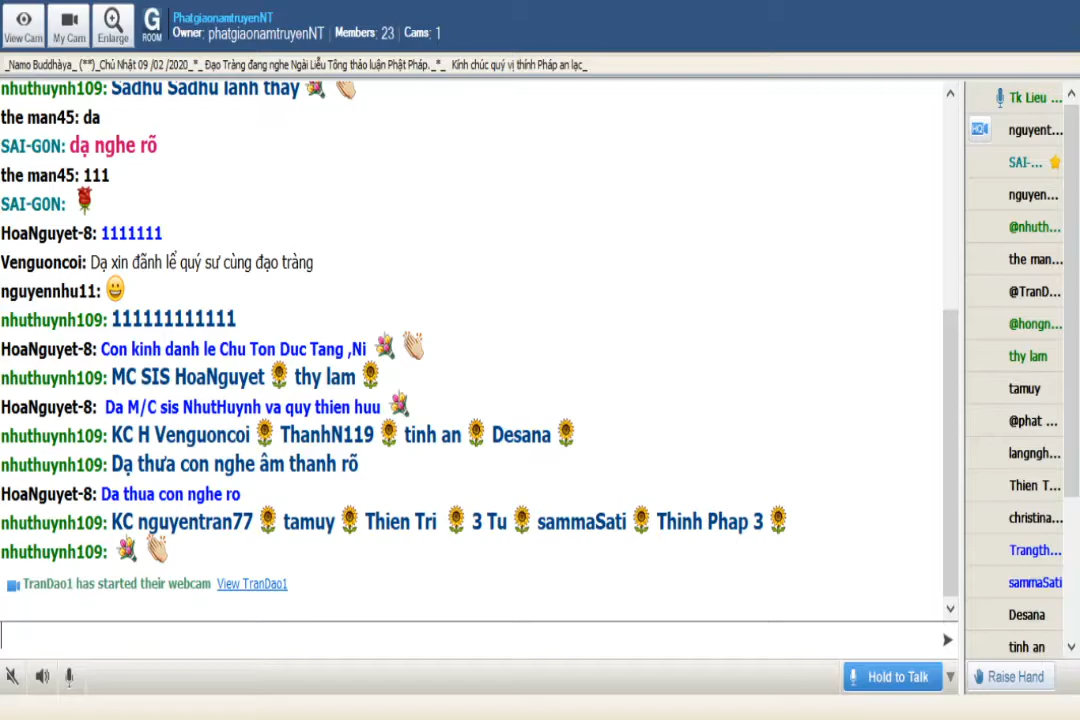 View Cam
My Cam
Enlarge
G
ROOM
PhatgiaonamtruyenNT
Owner: phatgiaonamtruyenNT Members: 23 Cams: 1
_Namo Buddhàya_ (**)_Chủ Nhật 09 /02 /2020_*_ Đạo Tràng đang nghe Ngài Liễu Tông thảo luận Phật Pháp._*_ Kính chúc quý vị thính Pháp an lạc_
nhuthuynh109: Sadhu Sadhu lành thay
the man45: da
SAI-G0N: dạ nghe rõ
the man45: 111
SAI-G0N:
HoaNguyet-8: 1111111
Venguoncoi: Dạ xin đãnh lể quý sư cùng đạo tràng
nguyennhu11:
nhuthuynh109: 111111111111
HoaNguyet-8: Con kinh danh le Chu Ton Duc Tang ,Ni
nhuthuynh109: MC SIS HoaNguyet thy lam
HoaNguyet-8: Da M/C sis NhutHuynh va quy thien huu
nhuthuynh109: KC H Venguoncoi ThanhN119 tinh an Desana
nhuthuynh109: Dạ thưa con nghe âm thanh rõ
HoaNguyet-8: Da thua con nghe ro
nhuthuynh109: KC nguyentran77 tamuy Thien Tri 3 Tu sammaSati Thinh Phap 3
nhuthuynh109:
TranDao1 has started their webcam View TranDao1
Hold to Talk
Tk Lieu ...
HD
nguyent...
SAI-...
nguyen...
@nhuth...
the man...
@TranD...
@hongn...
thy lam
tamuy
@phat ...
langngh...
Thien T...
christina...
Trangth...
sammaSati
Desana
tinh an
Raise Hand